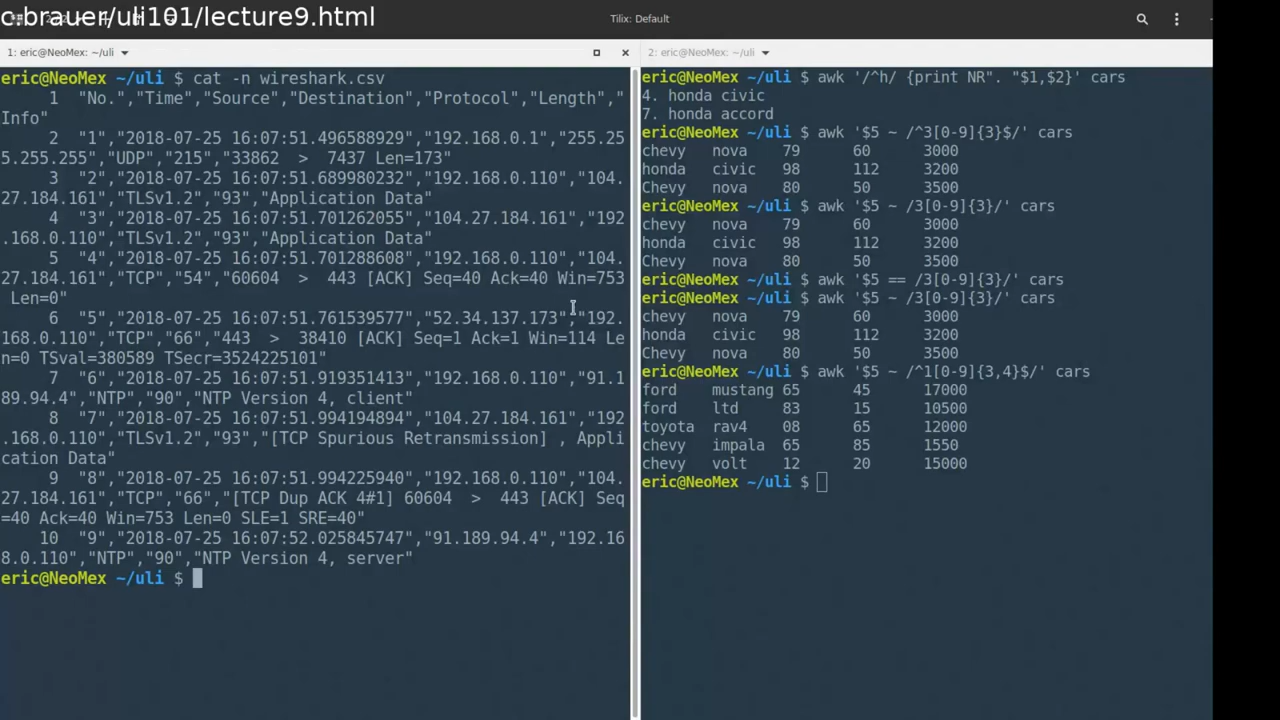 c.brauer/uli101/lecture9.html
Tilix: Default
1: eric@NeoMex: ~/uli
eric@NeoMex ~/uli $ cat -n wireshark.csv
1 "No.","Time","Source","Destination","Protocol","Length","
Info"
2 "1","2018-07-25 16:07:51.496588929","192.168.0.1","255.25
5.255.255","UDP","215","33862 > 7437 Len=173"
3 "2","2018-07-25 16:07:51.689980232","192.168.0.110","104.
27.184.161","TLSv1.2","93","Application Data"
4 "3","2018-07-25 16:07:51.701262055","104.27.184.161","192
.168.0.110","TLSv1.2","93","Application Data"
5 "4","2018-07-25 16:07:51.701288608","192.168.0.110","104.
27.184.161","TCP","54","60604 > 443 [ACK] Seq=40 Ack=40 Win=753
Len=0"
6 "5","2018-07-25 16:07:51.761539577","52.34.137.173","192.
168.0.110","TCP","66","443 > 38410 [ACK] Seq=1 Ack=1 Win=114 Le
n=0 TSval=380589 TSecr=3524225101"
7 "6","2018-07-25 16:07:51.919351413","192.168.0.110","91.1
89.94.4","NTP","90","NTP Version 4, client"
8 "7","2018-07-25 16:07:51.994194894","104.27.184.161","192
.168.0.110","TLSv1.2","93","[TCP Spurious Retransmission] , Appli
cation Data"
9 "8","2018-07-25 16:07:51.994225940","192.168.0.110","104.
27.184.161","TCP","66","[TCP Dup ACK 4#1] 60604 > 443 [ACK] Seq
=40 Ack=40 Win=753 Len=0 SLE=1 SRE=40"
10 "9","2018-07-25 16:07:52.025845747","91.189.94.4","192.16
8.0.110","NTP","90","NTP Version 4, server"
eric@NeoMex ~/uli $
2: eric@NeoMex: ~/uli
eric@NeoMex ~/uli $ awk '/^h/ {print NR". "$1,$2}' cars
4. honda civic
7. honda accord
eric@NeoMex ~/uli $ awk '$5 ~ /^3[0-9]{3}$/' cars
chevy nova 79 60 3000
honda civic 98 112 3200
Chevy nova 80 50 3500
eric@NeoMex ~/uli $ awk '$5 ~ /3[0-9]{3}/' cars
chevy nova 79 60 3000
honda civic 98 112 3200
Chevy nova 80 50 3500
eric@NeoMex ~/uli $ awk '$5 == /3[0-9]{3}/' cars
eric@NeoMex ~/uli $ awk '$5 ~ /3[0-9]{3}/' cars
chevy nova 79 60 3000
honda civic 98 112 3200
Chevy nova 80 50 3500
eric@NeoMex ~/uli $ awk '$5 ~ /^1[0-9]{3,4}$/' cars
ford mustang 65 45 17000
ford ltd 83 15 10500
toyota rav4 08 65 12000
chevy impala 65 85 1550
chevy volt 12 20 15000
eric@NeoMex ~/uli $